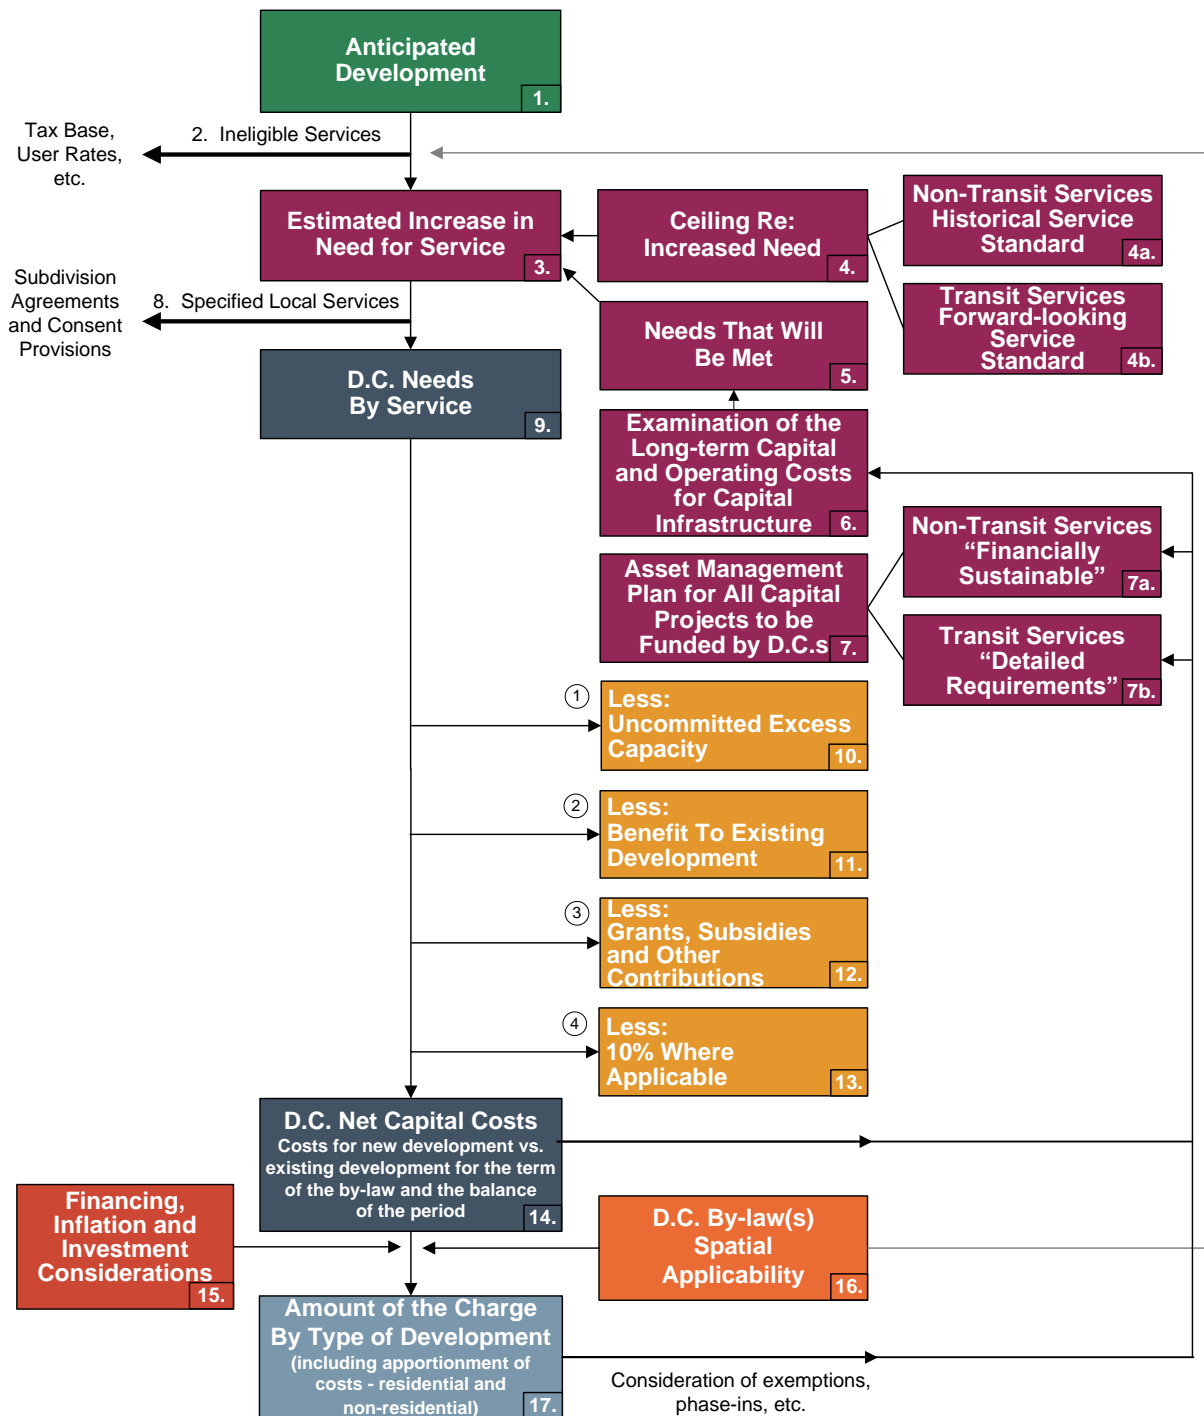 Anticipated
Development
1.
2. Ineligible Services
Tax Base,
User Rates,
etc.
Estimated Increase in
Need for Service
3.
Ceiling Re:
Increased Need
4.
Non-Transit Services
Historical Service
Standard
4a.
Transit Services
Forward-looking
Service
Standard
4b.
8. Specified Local Services
Subdivision
Agreements
and Consent
Provisions
Needs That Will
Be Met
5.
D.C. Needs
By Service
9.
Examination of the
Long-term Capital
and Operating Costs
for Capital
Infrastructure
6.
Non-Transit Services
“Financially
Sustainable”
7a.
Asset Management
Plan for All Capital
Projects to be
Funded by D.C.s
7.
Transit Services
“Detailed
Requirements”
7b.
1
Less:
Uncommitted Excess
Capacity
10.
2
Less:
Benefit To Existing
Development
11.
3
Less:
Grants, Subsidies
and Other
Contributions
12.
4
Less:
10% Where
Applicable
13.
D.C. Net Capital Costs
Costs for new development vs.
existing development for the term
of the by-law and the balance
of the period
14.
Financing,
Inflation and
Investment
Considerations
15.
D.C. By-law(s)
Spatial
Applicability
16.
Amount of the Charge
By Type of Development
(including apportionment of
costs - residential and
non-residential)
17.
Consideration of exemptions,
phase-ins, etc.